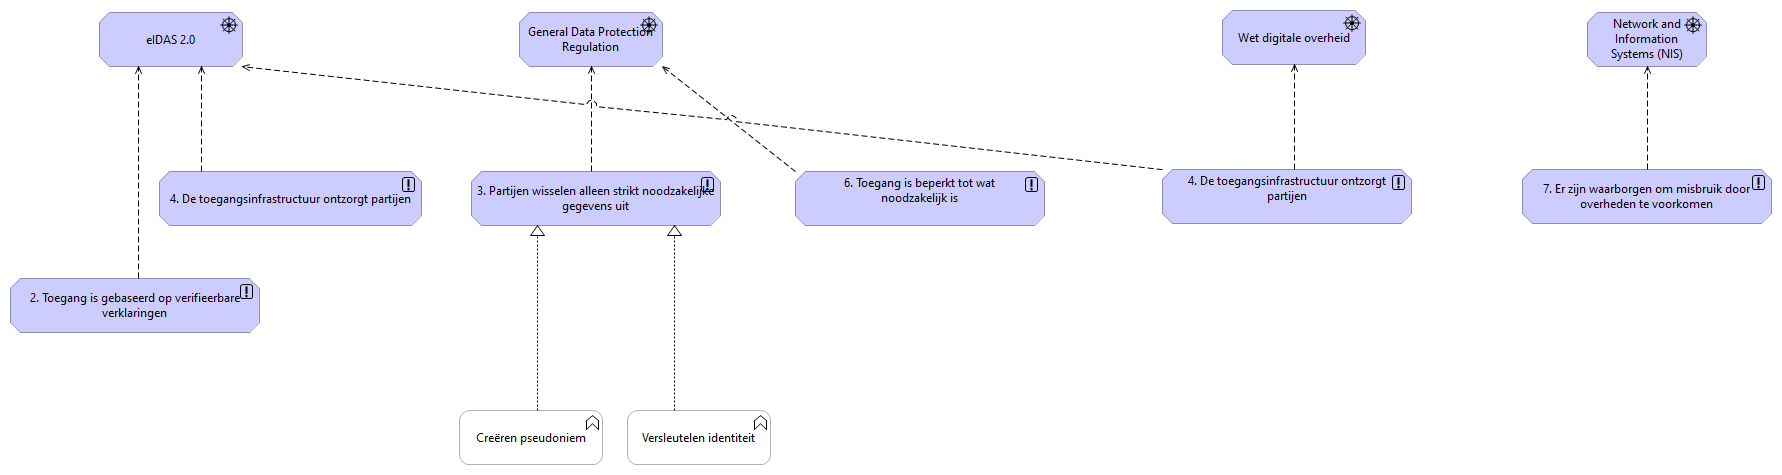 eIDAS 2.0
General Data Protection
Regulation
Wet digitale overheid
Network and
Information
Systems (NIS)
4. De toegangsinfrastructuur ontzorgt partijen
3. Partijen wisselen alleen strikt noodzakelijke
gegevens uit
6. Toegang is beperkt tot wat
noodzakelijk is
4. De toegangsinfrastructuur ontzorgt
partijen
7. Er zijn waarborgen om misbruik door
overheden te voorkomen
2. Toegang is gebaseerd op verifieerbare
verklaringen
Creëren pseudoniem
Versleutelen identiteit